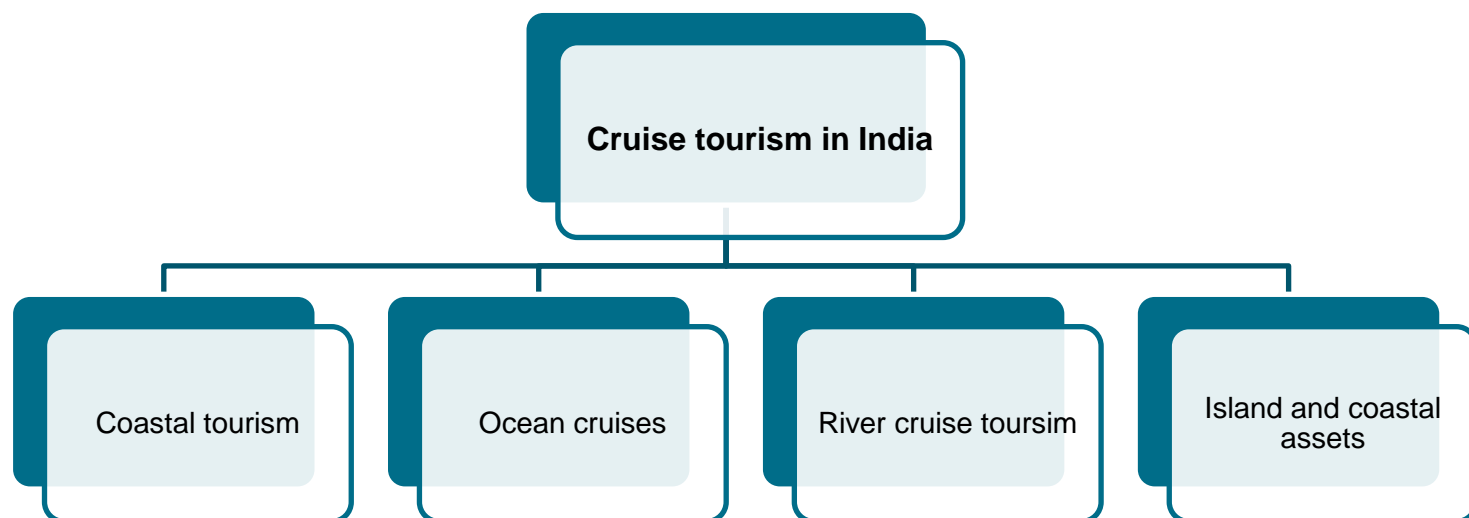 Cruise tourism in India
Coastal tourism
Ocean cruises
River cruise toursim
Island and coastal
assets